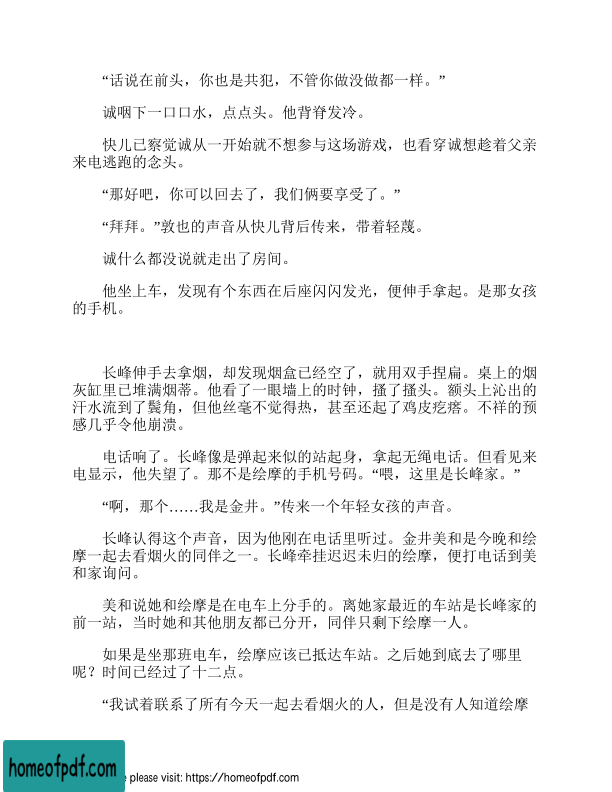 “话说在前头，你也是共犯，不管你做没做都一样。”
诚咽下一口口水，点点头。他背脊发冷。
快儿已察觉诚从一开始就不想参与这场游戏，也看穿诚想趁着父亲
来电逃跑的念头。
“那好吧，你可以回去了，我们俩要享受了。”
“拜拜。”敦也的声音从快儿背后传来，带着轻蔑。
诚什么都没说就走出了房间。
他坐上车，发现有个东西在后座闪闪发光，便伸手拿起。是那女孩
的手机。
长峰伸手去拿烟，却发现烟盒已经空了，就用双手捏扁。桌上的烟
灰缸里已堆满烟蒂。他看了一眼墙上的时钟，搔了搔头。额头上沁出的
汗水流到了鬓角，但他丝毫不觉得热，甚至还起了鸡皮疙瘩。不祥的预
感几乎令他崩溃。
电话响了。长峰像是弹起来似的站起身，拿起无绳电话。但看见来
电显示，他失望了。那不是绘摩的手机号码。“喂，这里是长峰家。”
“啊，那个……我是金井。”传来一个年轻女孩的声音。
长峰认得这个声音，因为他刚在电话里听过。金井美和是今晚和绘
摩一起去看烟火的同伴之一。长峰牵挂迟迟未归的绘摩，便打电话到美
和家询问。
美和说她和绘摩是在电车上分手的。离她家最近的车站是长峰家的
前一站，当时她和其他朋友都已分开，同伴只剩下绘摩一人。
如果是坐那班电车，绘摩应该已抵达车站。之后她到底去了哪里
呢？时间已经过了十二点。
“我试着联系了所有今天一起去看烟火的人，但是没有人知道绘摩
homeofpdf.com
e please visit: https://homeofpdf.com